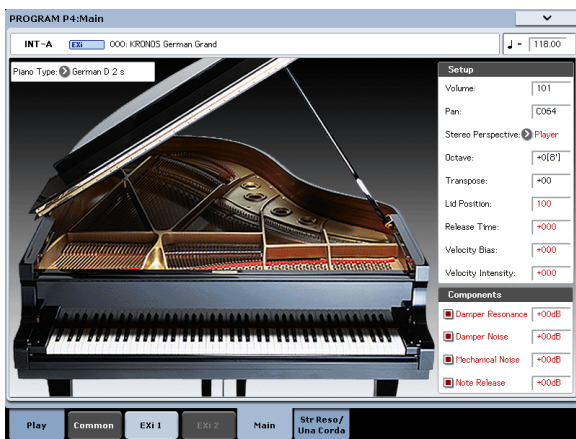 PROGRAM P4:Main
INT-A EXi 000: KRONOS German Grand ♩= 118.00
Piano Type: German D 2 s
Setup
Volume: 101
Pan: C064
Stereo Perspective: Player
Octave: +0[8']
Transpose: +00
Lid Position: 100
Release Time: +000
Velocity Bias: +000
Velocity Intensity: +000
Components
Damper Resonance +00dB
Damper Noise +00dB
Mechanical Noise +00dB
Note Release +00dB
Play Common EXi 1 EXi 2 Main Str Reso/
Una Corda